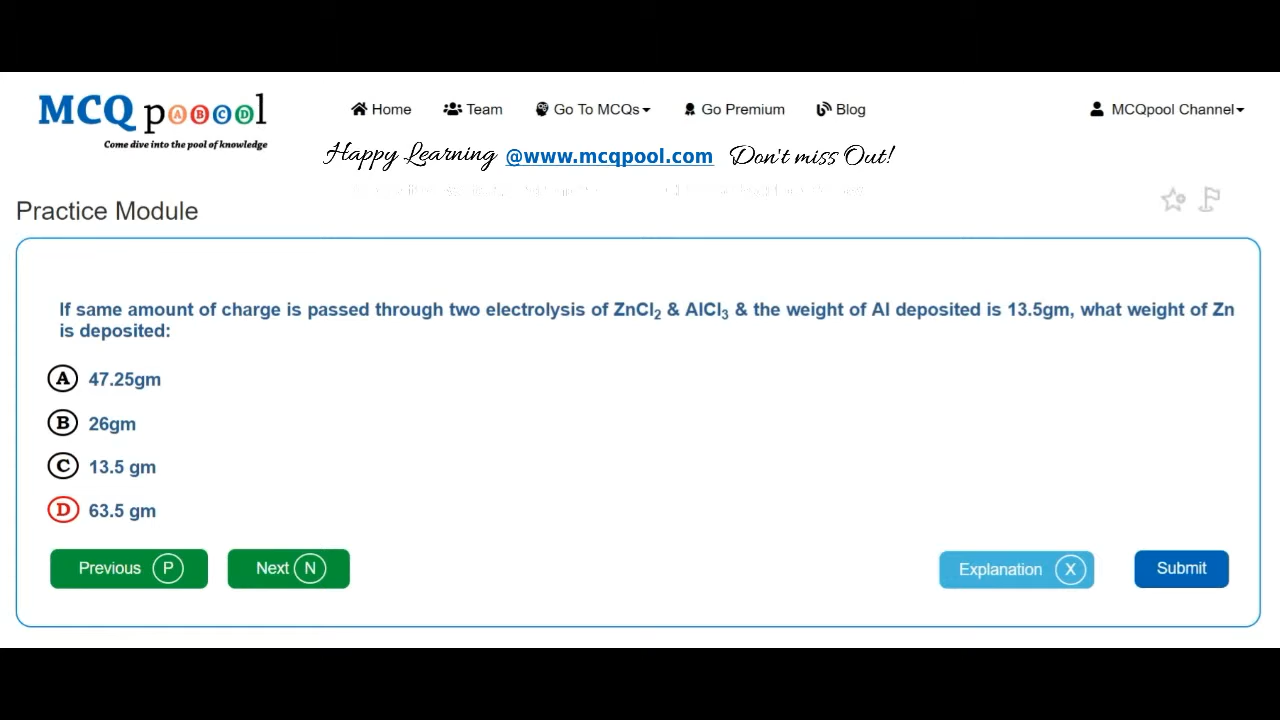 MCQ pABCDl
Come dive into the pool of knowledge
Home Team Go To MCQs Go Premium Blog MCQpool Channel
Happy Learning @www.mcqpool.com Don't miss Out!
Practice Module
If same amount of charge is passed through two electrolysis of ZnCl₂ & AlCl₃ & the weight of Al deposited is 13.5gm, what weight of Zn
is deposited:
A 47.25gm
B 26gm
C 13.5 gm
D 63.5 gm
Previous P Next N Explanation X Submit